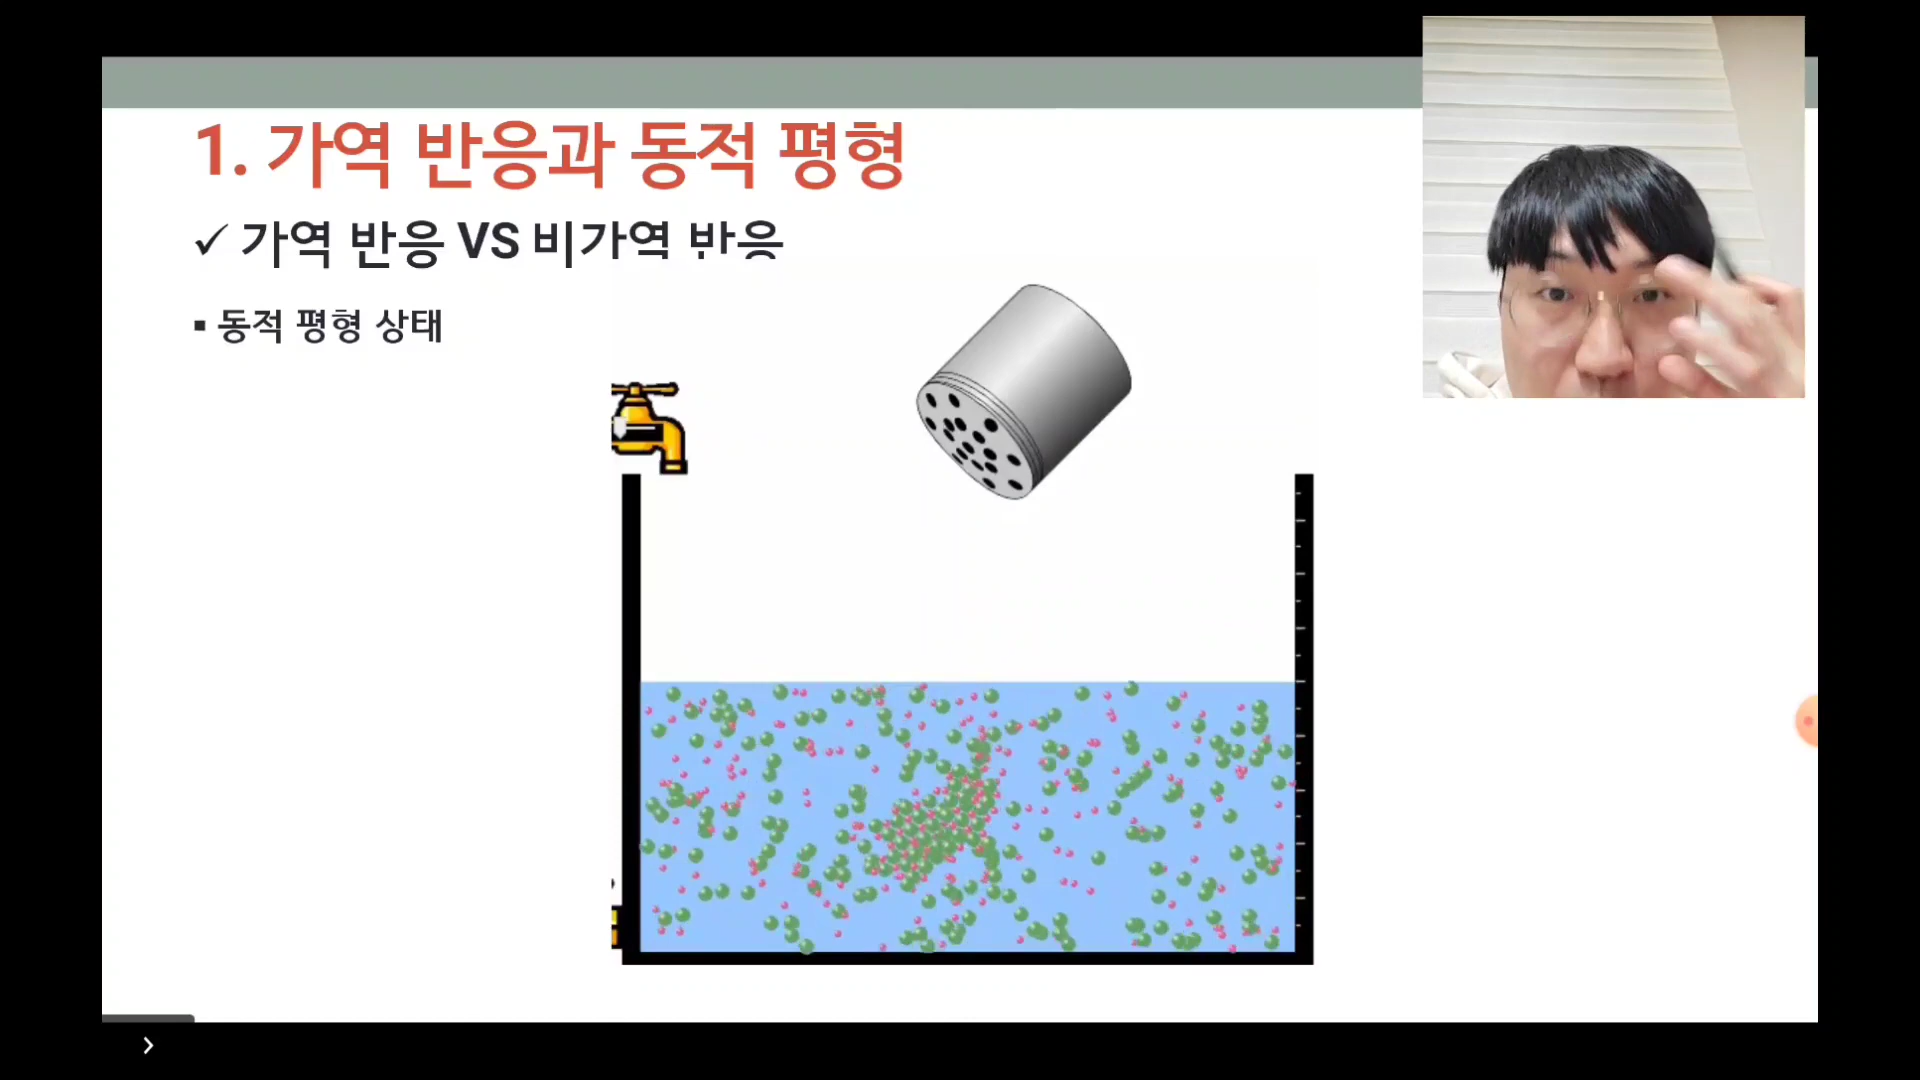 1. 가역 반응과 동적 평형
✓ 가역 반응 VS 비가역 반응
▪ 동적 평형 상태